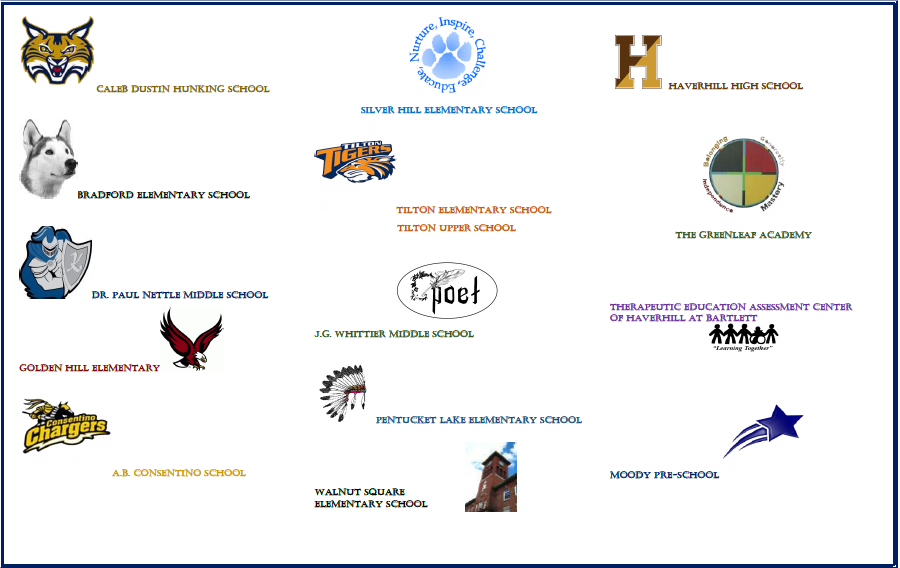 CALEB DUSTIN HUNKING SCHOOL
BRADFORD ELEMENTARY SCHOOL
DR. PAUL NETTLE MIDDLE SCHOOL
GOLDEN HILL ELEMENTARY
Consentino
Chargers
A.B. CONSENTINO SCHOOL
Nurture, Inspire, Challenge, Educate,
SILVER HILL ELEMENTARY SCHOOL
TILTON
TIGERS
TILTON ELEMENTARY SCHOOL
TILTON UPPER SCHOOL
poet
J.G. WHITTIER MIDDLE SCHOOL
PENTUCKET LAKE ELEMENTARY SCHOOL
WALNUT SQUARE
ELEMENTARY SCHOOL
H
HAVERHILL HIGH SCHOOL
Belonging
Generosity
Independence
Mastery
THE GREENLEAF ACADEMY
THERAPEUTIC EDUCATION ASSESSMENT CENTER
OF HAVERHILL AT BARTLETT
"Learning Together"
MOODY PRE-SCHOOL